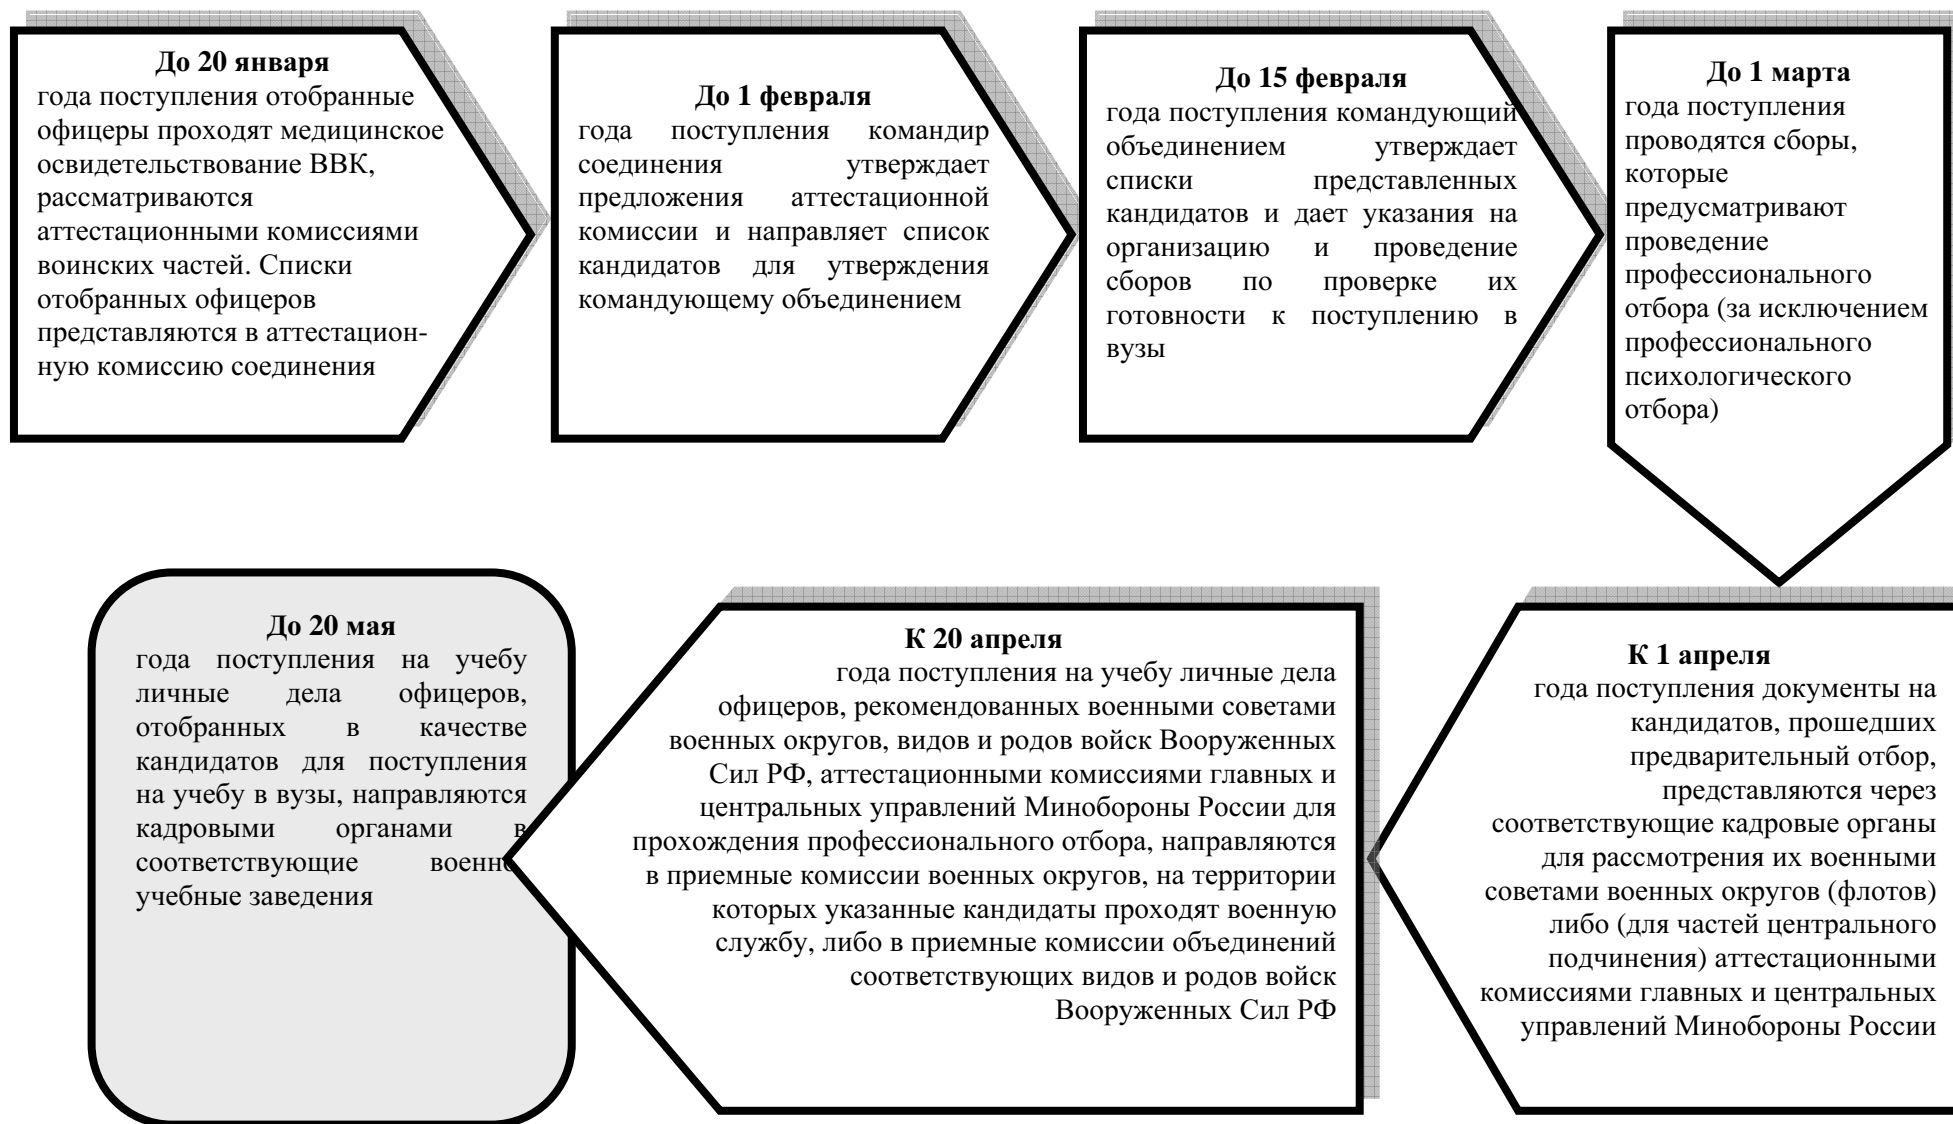 До 20 января
года поступления отобранные
офицеры проходят медицинское
освидетельствование ВВК,
рассматриваются
аттестационными комиссиями
воинских частей. Списки
отобранных офицеров
представляются в аттестацион-
ную комиссию соединения
До 1 февраля
года поступления командир
соединения утверждает
предложения аттестационной
комиссии и направляет список
кандидатов для утверждения
командующему объединением
До 15 февраля
года поступления командующий
объединением утверждает
списки представленных
кандидатов и дает указания на
организацию и проведение
сборов по проверке их
готовности к поступлению в
вузы
До 1 марта
года поступления
проводятся сборы,
которые
предусматривают
проведение
профессионального
отбора (за исключением
профессионального
психологического
отбора)
К 1 апреля
года поступления документы на
кандидатов, прошедших
предварительный отбор,
представляются через
соответствующие кадровые органы
для рассмотрения их военными
советами военных округов (флотов)
либо (для частей центрального
подчинения) аттестационными
комиссиями главных и центральных
управлений Минобороны России
К 20 апреля
года поступления на учебу личные дела
офицеров, рекомендованных военными советами
военных округов, видов и родов войск Вооруженных
Сил РФ, аттестационными комиссиями главных и
центральных управлений Минобороны России для
прохождения профессионального отбора, направляются
в приемные комиссии военных округов, на территории
которых указанные кандидаты проходят военную
службу, либо в приемные комиссии объединений
соответствующих видов и родов войск
Вооруженных Сил РФ
До 20 мая
года поступления на учебу
личные дела офицеров,
отобранных в качестве
кандидатов для поступления
на учебу в вузы, направляются
кадровыми органами в
соответствующие военно
учебные заведения